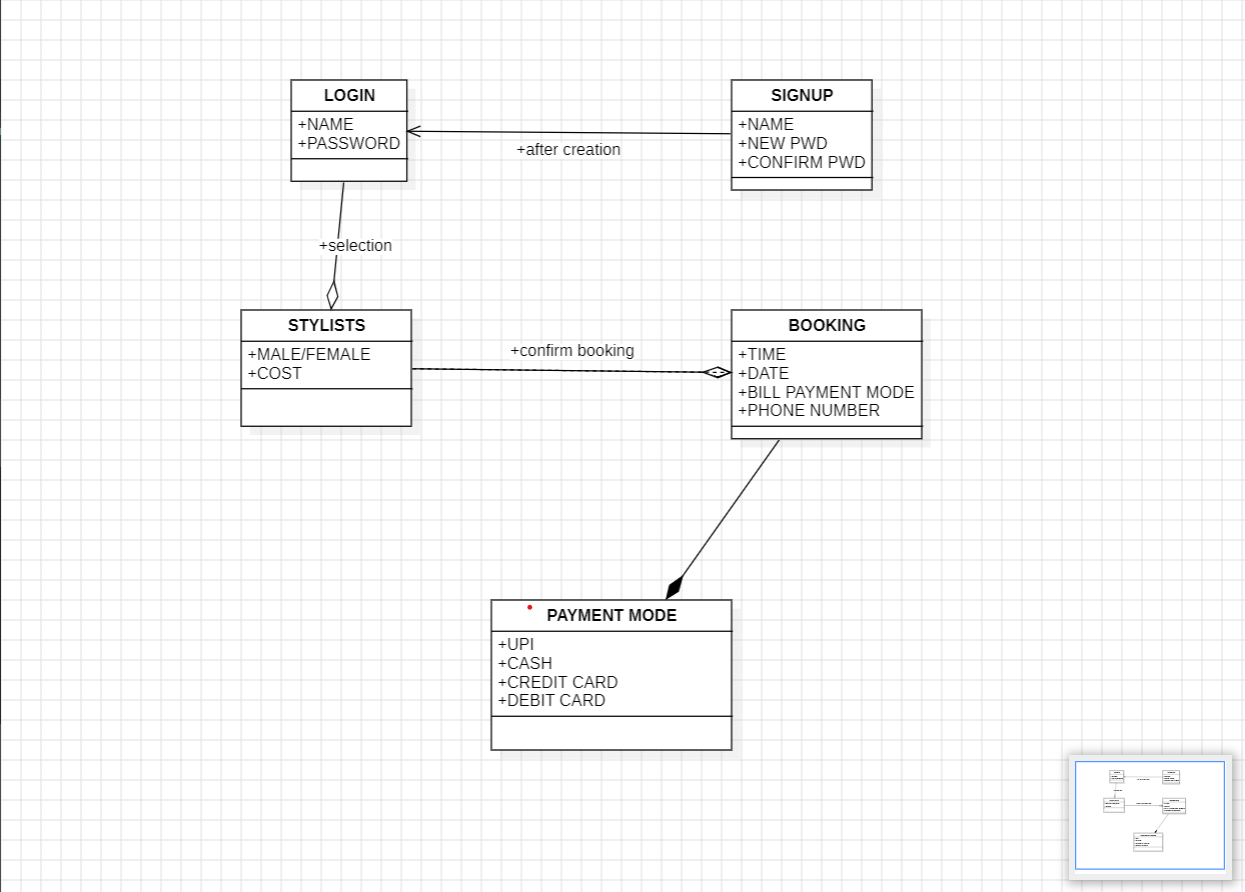 LOGIN
+NAME
+PASSWORD
SIGNUP
+NAME
+NEW PWD
+CONFIRM PWD
+after creation
+selection
STYLISTS
+MALE/FEMALE
+COST
+confirm booking
BOOKING
+TIME
+DATE
+BILL PAYMENT MODE
+PHONE NUMBER
PAYMENT MODE
+UPI
+CASH
+CREDIT CARD
+DEBIT CARD